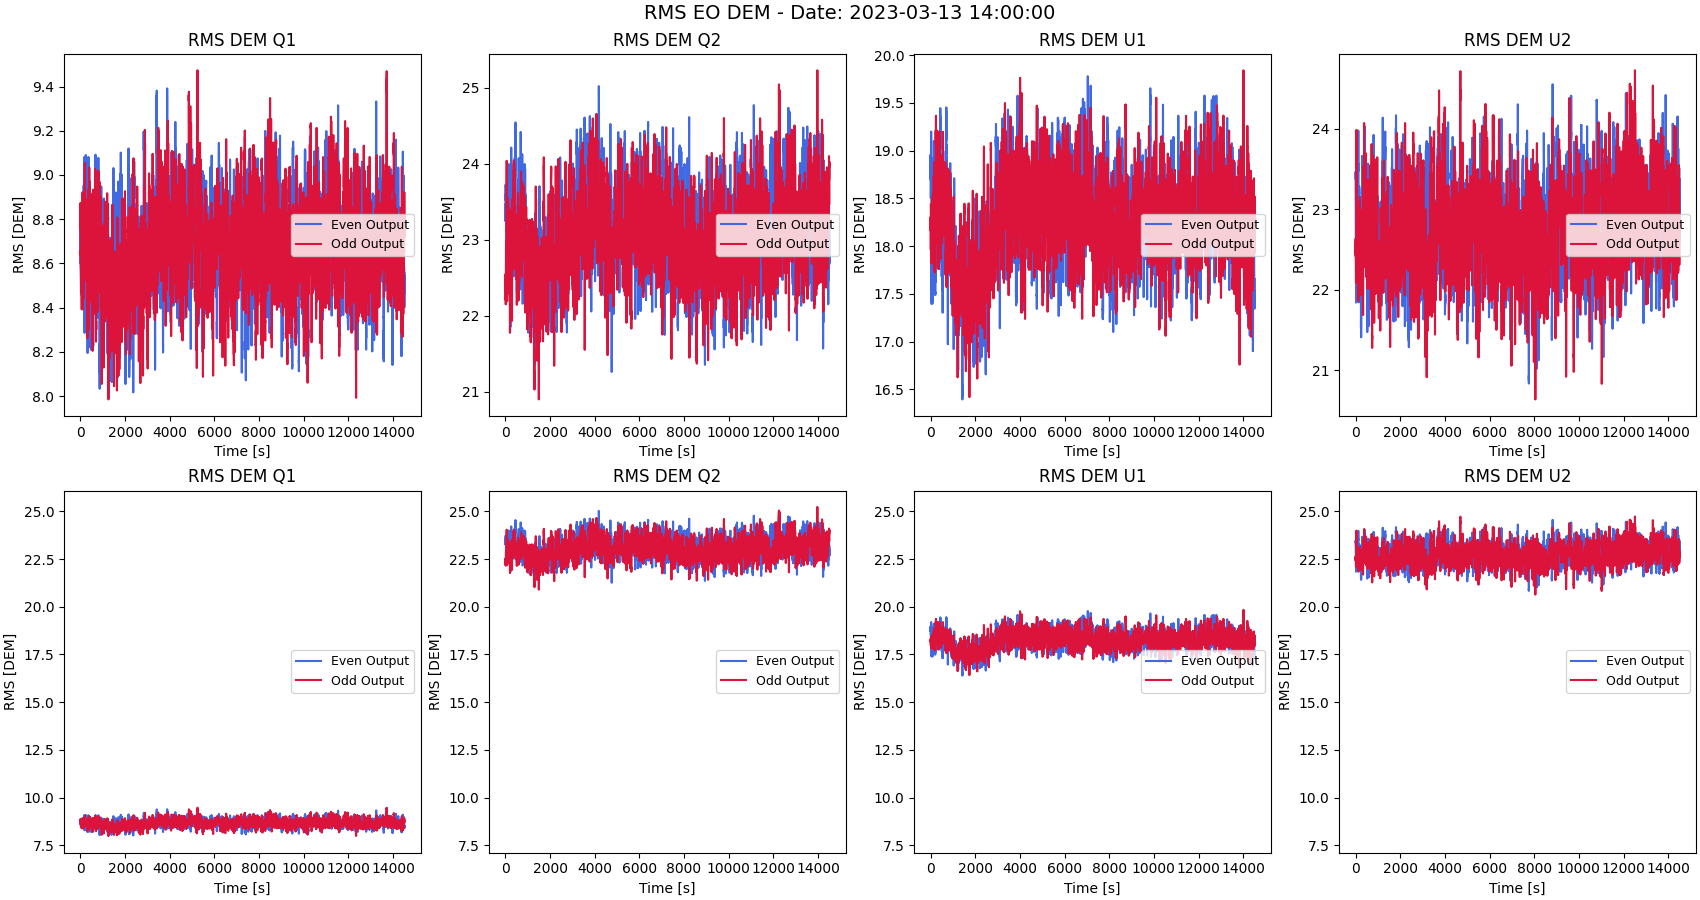 RMS EO DEM - Date: 2023-03-13 14:00:00
RMS DEM Q1
RMS [DEM]
9.4
9.2
9.0
8.8
8.6
8.4
8.2
8.0
Even Output
Odd Output
0 2000 4000 6000 8000 10000 12000 14000
Time [s]
RMS DEM Q2
RMS [DEM]
25
24
23
22
21
Even Output
Odd Output
0 2000 4000 6000 8000 10000 12000 14000
Time [s]
RMS DEM U1
RMS [DEM]
20.0
19.5
19.0
18.5
18.0
17.5
17.0
16.5
Even Output
Odd Output
0 2000 4000 6000 8000 10000 12000 14000
Time [s]
RMS DEM U2
RMS [DEM]
24
23
22
21
Even Output
Odd Output
0 2000 4000 6000 8000 10000 12000 14000
Time [s]
RMS DEM Q1
RMS [DEM]
25.0
22.5
20.0
17.5
15.0
12.5
10.0
7.5
Even Output
Odd Output
0 2000 4000 6000 8000 10000 12000 14000
Time [s]
RMS DEM Q2
RMS [DEM]
25.0
22.5
20.0
17.5
15.0
12.5
10.0
7.5
Even Output
Odd Output
0 2000 4000 6000 8000 10000 12000 14000
Time [s]
RMS DEM U1
RMS [DEM]
25.0
22.5
20.0
17.5
15.0
12.5
10.0
7.5
Even Output
Odd Output
0 2000 4000 6000 8000 10000 12000 14000
Time [s]
RMS DEM U2
RMS [DEM]
25.0
22.5
20.0
17.5
15.0
12.5
10.0
7.5
Even Output
Odd Output
0 2000 4000 6000 8000 10000 12000 14000
Time [s]